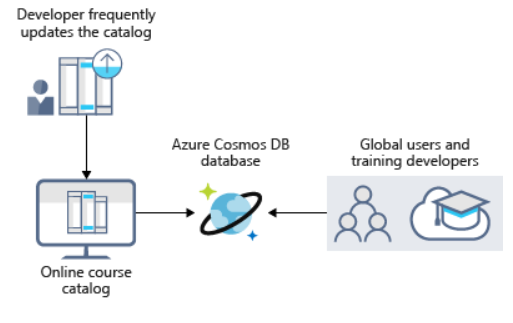 Developer frequently
updates the catalog
Azure Cosmos DB
database
Global users and
training developers
Online course
catalog